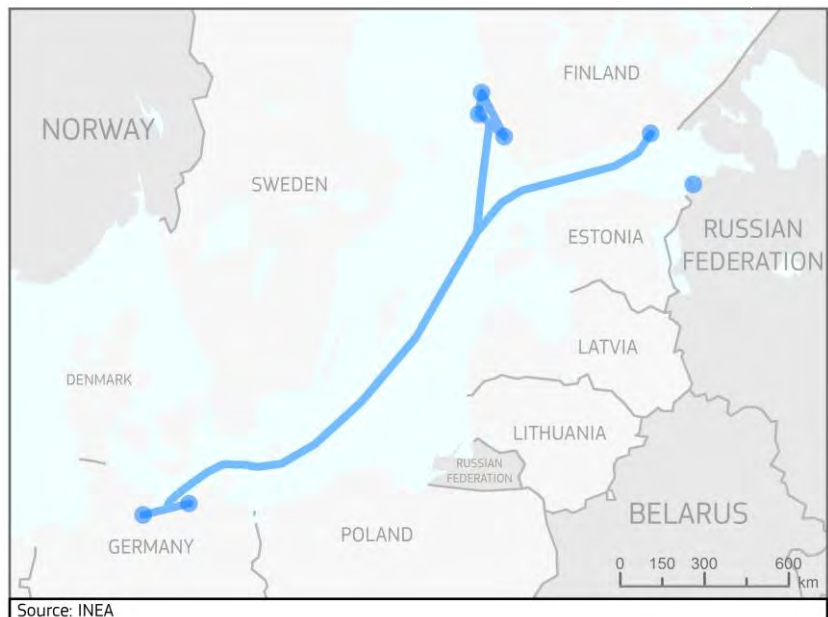 FINLAND
NORWAY
SWEDEN
ESTONIA
RUSSIAN
FEDERATION
LATVIA
DENMARK
LITHUANIA
RUSSIAN
FEDERATION
BELARUS
POLAND
GERMANY
0 150 300 600
km
Source: INEA